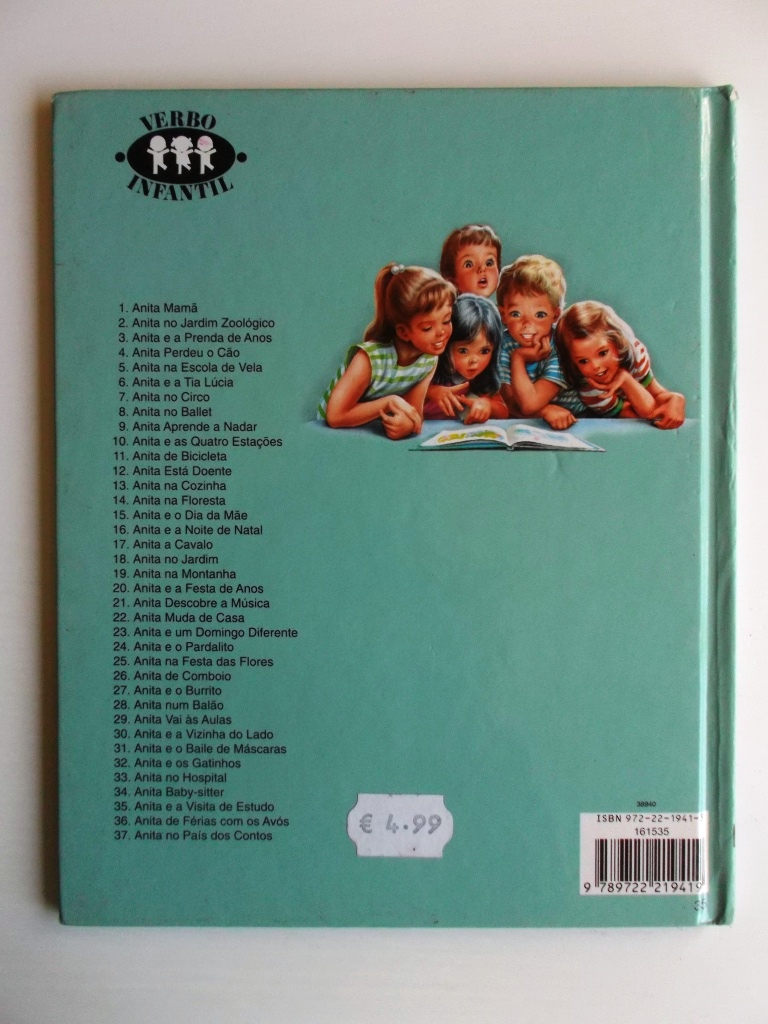 VERBO
INFANTIL
1. Anita Mamã
2. Anita no Jardim Zoológico
3. Anita e a Prenda de Anos
4. Anita Perdeu o Cão
5. Anita na Escola de Vela
6. Anita e a Tia Lúcia
7. Anita no Circo
8. Anita no Ballet
9. Anita Aprende a Nadar
10. Anita e as Quatro Estações
11. Anita de Bicicleta
12. Anita Está Doente
13. Anita na Cozinha
14. Anita na Floresta
15. Anita e o Dia da Mãe
16. Anita e a Noite de Natal
17. Anita a Cavalo
18. Anita no Jardim
19. Anita na Montanha
20. Anita e a Festa de Anos
21. Anita Descobre a Música
22. Anita Muda de Casa
23. Anita e um Domingo Diferente
24. Anita e o Pardalito
25. Anita na Festa das Flores
26. Anita de Comboio
27. Anita e o Burrito
28. Anita num Balão
29. Anita Vai às Aulas
30. Anita e a Vizinha do Lado
31. Anita e o Baile de Máscaras
32. Anita e os Gatinhos
33. Anita no Hospital
34. Anita Baby-sitter
35. Anita e a Visita de Estudo
36. Anita de Férias com os Avós
37. Anita no País dos Contos
€ 4.99
38940
ISBN 972-22-1941-
161535
9 789722 219419